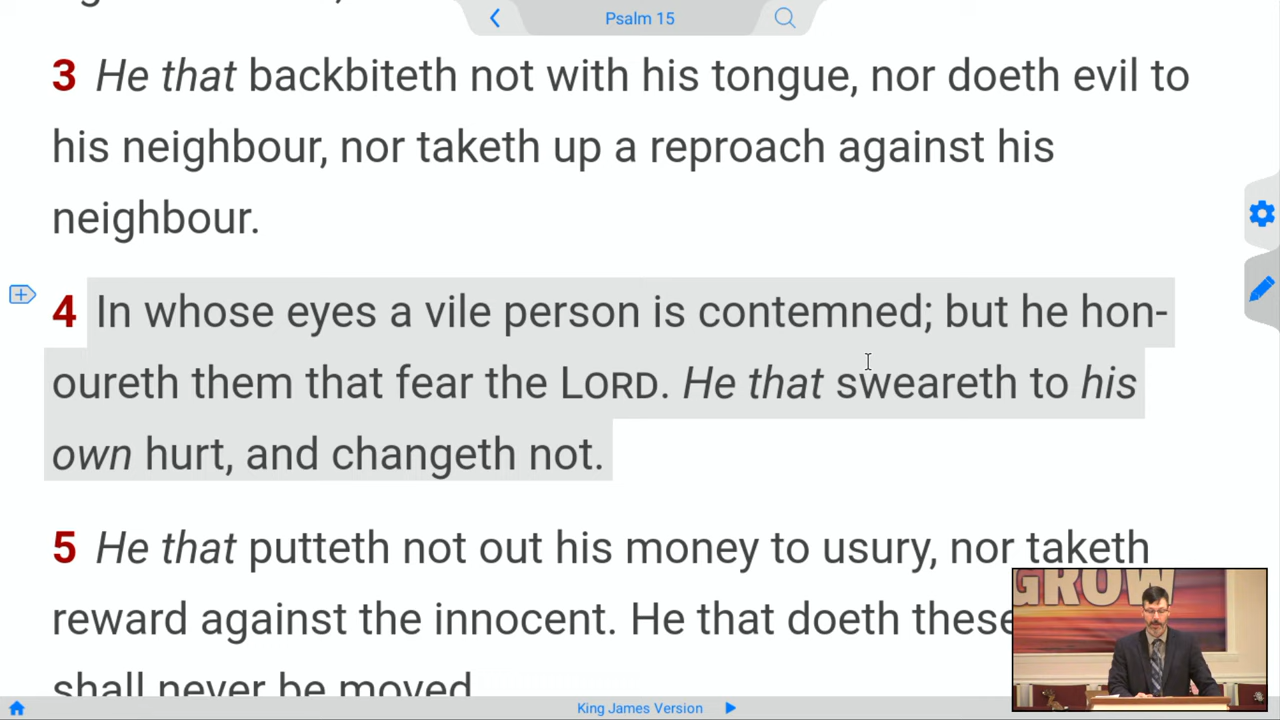 Psalm 15
3 He that backbiteth not with his tongue, nor doeth evil to
his neighbour, nor taketh up a reproach against his
neighbour.
4 In whose eyes a vile person is contemned; but he hon-
oureth them that fear the LORD. He that sweareth to his
own hurt, and changeth not.
5 He that putteth not out his money to usury, nor taketh
reward against the innocent. He that doeth these
shall never be moved
GROW
King James Version